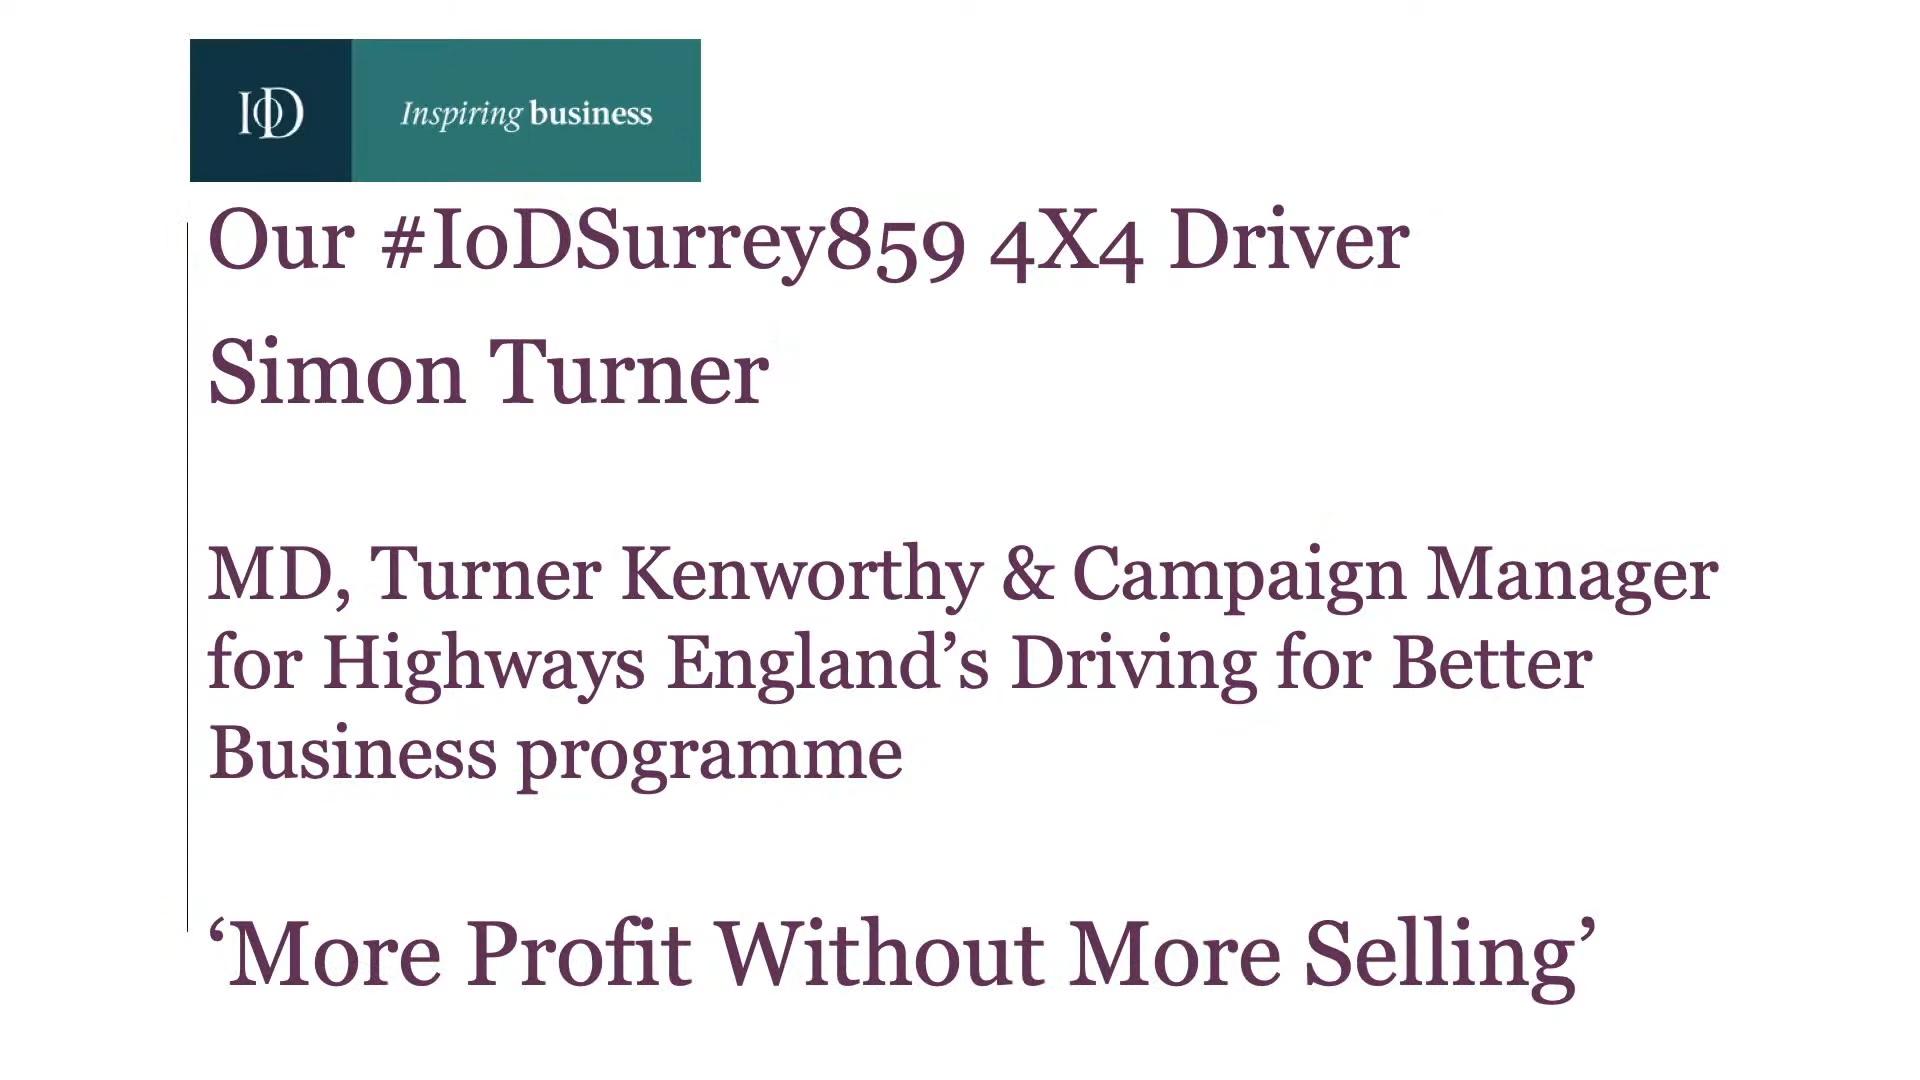 IoD Inspiring business
Our #IoDSurrey859 4X4 Driver
Simon Turner
MD, Turner Kenworthy & Campaign Manager
for Highways England’s Driving for Better
Business programme
‘More Profit Without More Selling’